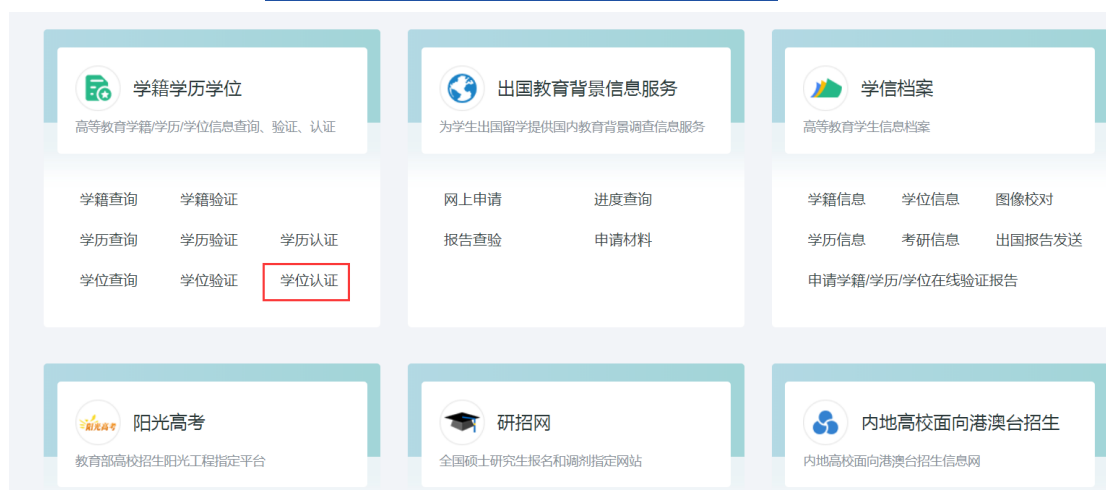 学籍学历学位
高等教育学籍/学历/学位信息查询、验证、认证
学籍查询 学籍验证
学历查询 学历验证 学历认证
学位查询 学位验证 学位认证
出国教育背景信息服务
为学生出国留学提供国内教育背景调查信息服务
网上申请 进度查询
报告查验 申请材料
学信档案
高等教育学生信息档案
学籍信息 学位信息 图像校对
学历信息 考研信息 出国报告发送
申请学籍/学历/学位在线验证报告
阳光高考
阳光高考
教育部高校招生阳光工程指定平台
研招网
全国硕士研究生报名和调剂指定网站
内地高校面向港澳台招生
内地高校面向港澳台招生信息网